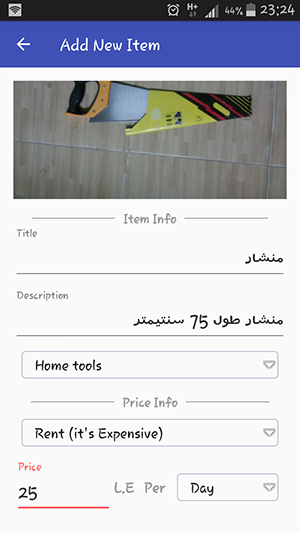 H+ 44% 23:24
Add New Item
Item Info
Title
منشار
Description
منشار طول 75 سنتيمتر
Home tools
Price Info
Rent (it's Expensive)
Price
25 L.E Per Day